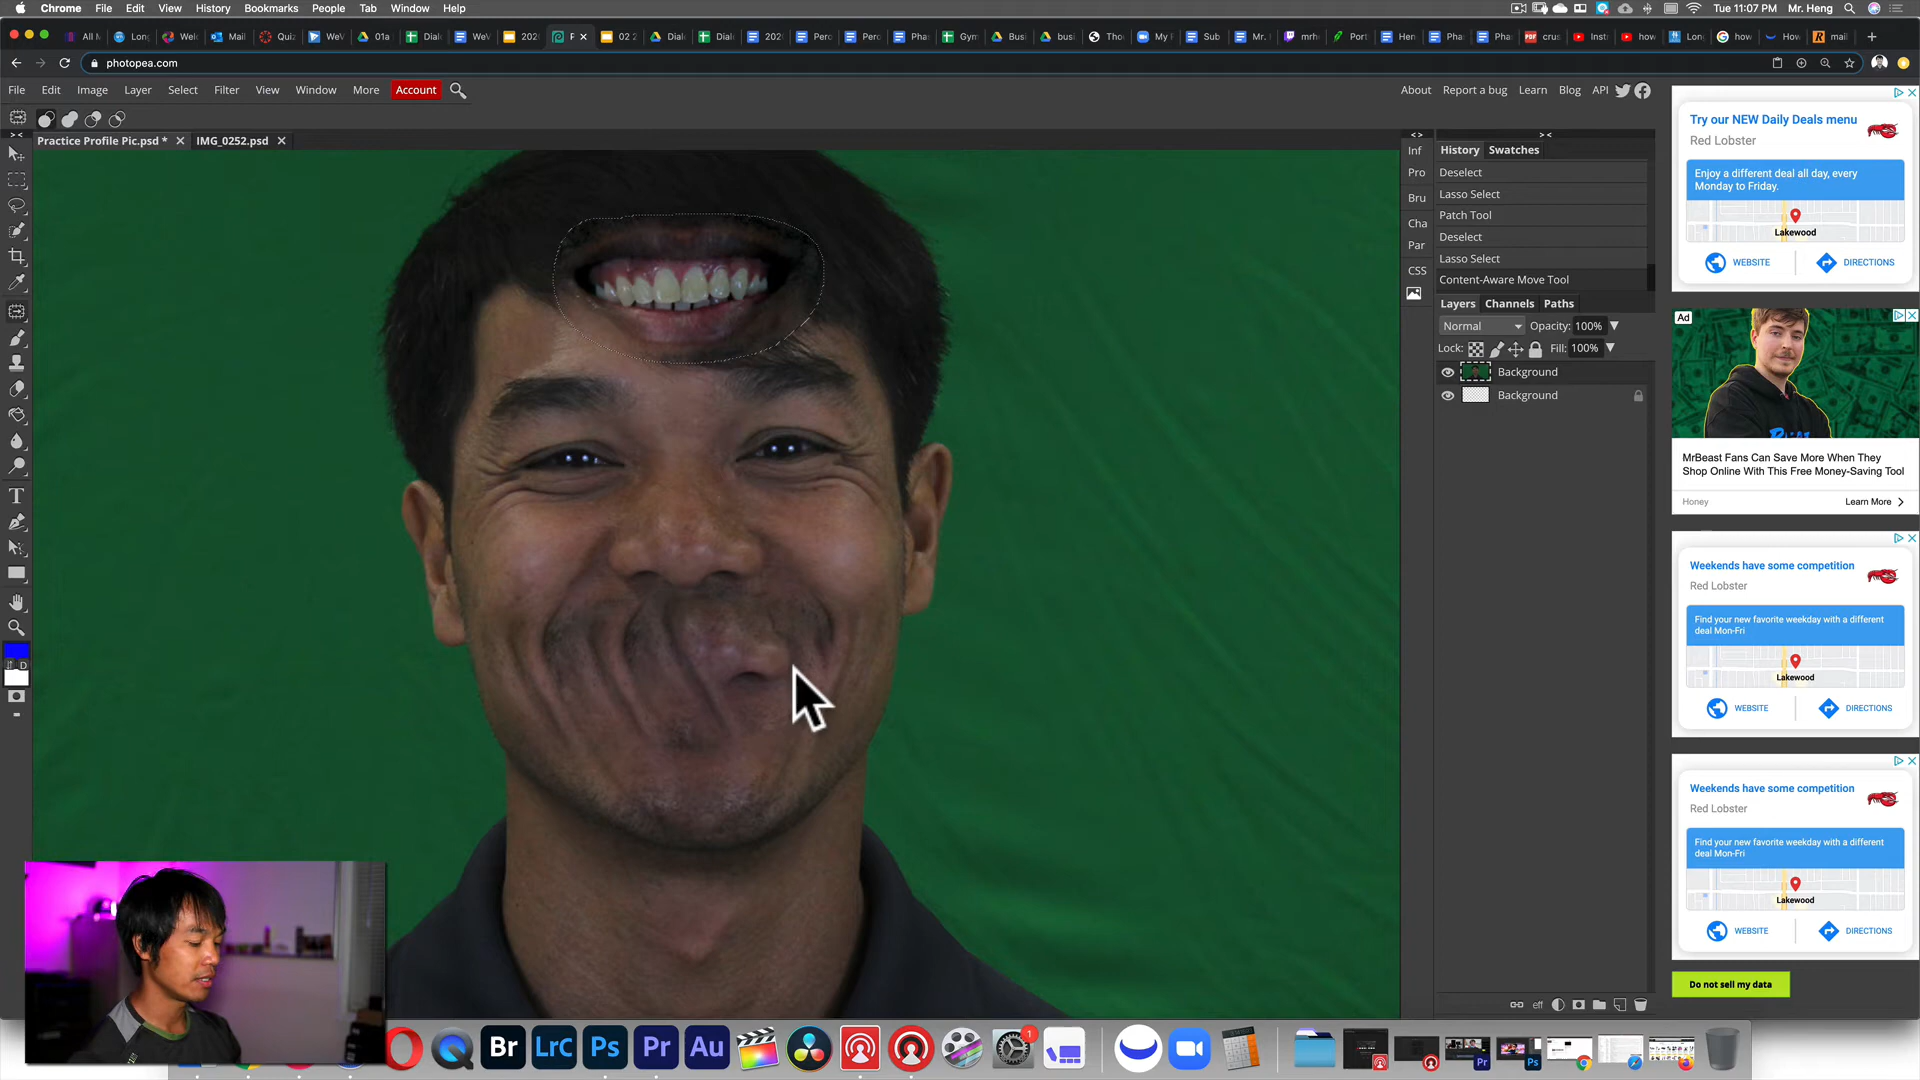 Chrome File Edit View History Bookmarks People Tab Window Help
Tue 11:07 PM Mr. Heng
photopea.com
File Edit Image Layer Select Filter View Window More Account
About Report a bug Learn Blog API
Practice Profile Pic.psd * IMG_0252.psd
History Swatches
Deselect
Lasso Select
Patch Tool
Deselect
Lasso Select
Content-Aware Move Tool
Inf
Pro
Bru
Cha
Par
CSS
Layers Channels Paths
Normal Opacity: 100%
Lock: Fill: 100%
Background
Background
eff
D
Try our NEW Daily Deals menu
Red Lobster
Enjoy a different deal all day, every
Monday to Friday.
Lakewood
WEBSITE DIRECTIONS
Ad
MrBeast Fans Can Save More When They
Shop Online With This Free Money-Saving Tool
Honey Learn More
Weekends have some competition
Red Lobster
Find your new favorite weekday with a different
deal Mon-Fri
Lakewood
WEBSITE DIRECTIONS
Weekends have some competition
Red Lobster
Find your new favorite weekday with a different
deal Mon-Fri
Lakewood
WEBSITE DIRECTIONS
Do not sell my data
Br LrC Ps Pr Au 1